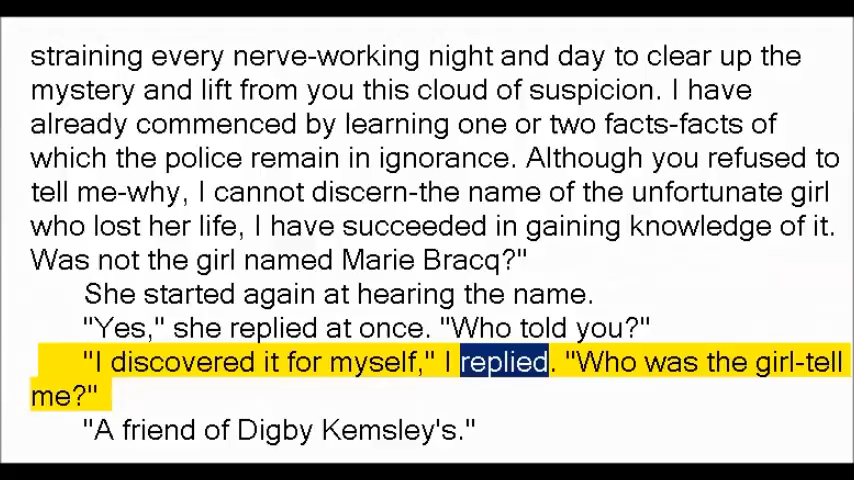 straining every nerve-working night and day to clear up the
mystery and lift from you this cloud of suspicion. I have
already commenced by learning one or two facts-facts of
which the police remain in ignorance. Although you refused to
tell me-why, I cannot discern-the name of the unfortunate girl
who lost her life, I have succeeded in gaining knowledge of it.
Was not the girl named Marie Bracq?"
She started again at hearing the name.
"Yes," she replied at once. "Who told you?"
"I discovered it for myself," I replied. "Who was the girl-tell
me?"
"A friend of Digby Kemsley's."